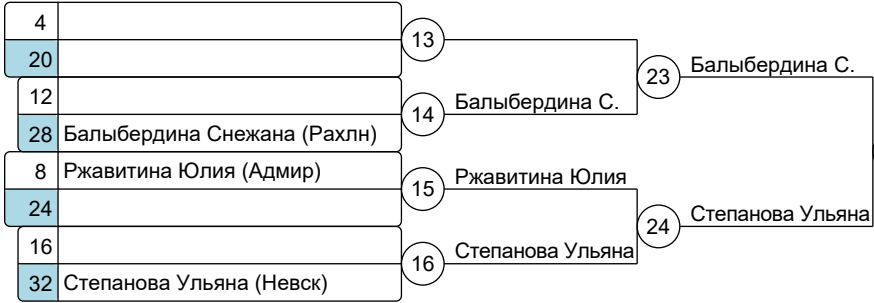 4
13
20
23 Балыбердина С.
12
14 Балыбердина С.
28 Балыбердина Снежана (Рахлн)
8 Ржавитина Юлия (Адмир)
15 Ржавитина Юлия
24
24 Степанова Ульяна
16
16 Степанова Ульяна
32 Степанова Ульяна (Невск)